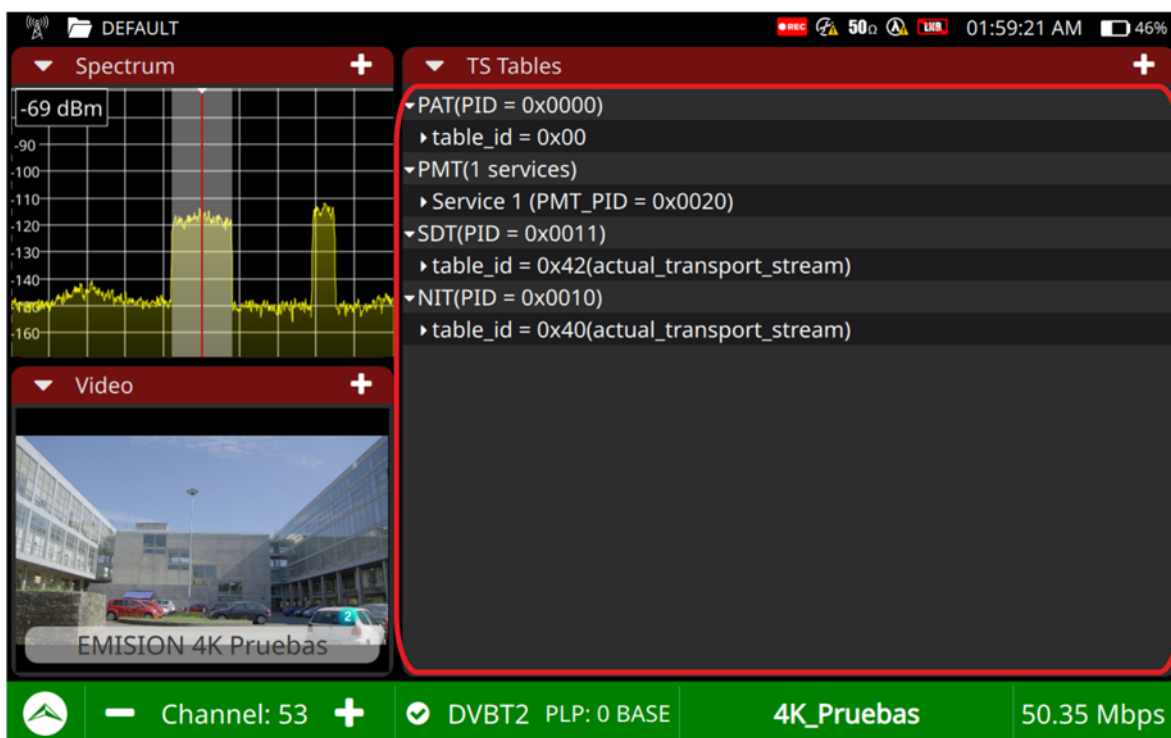 DEFAULT
REC 50Ω LNB 01:59:21 AM 46%
Spectrum
-69 dBm
-90
-100
-110
-120
-130
-140
-160
Video
EMISION 4K Pruebas
2
TS Tables
PAT(PID = 0x0000)
table_id = 0x00
PMT(1 services)
Service 1 (PMT_PID = 0x0020)
SDT(PID = 0x0011)
table_id = 0x42(actual_transport_stream)
NIT(PID = 0x0010)
table_id = 0x40(actual_transport_stream)
Channel: 53 DVBT2 PLP: 0 BASE 4K_Pruebas 50.35 Mbps